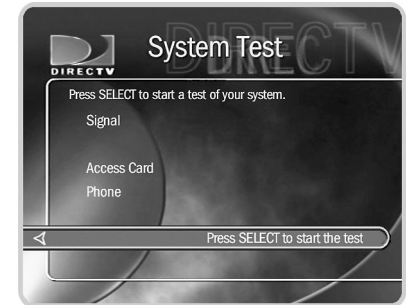 DIRECTV
System Test
DIRECTV
Press SELECT to start a test of your system.
Signal
Access Card
Phone
Press SELECT to start the test